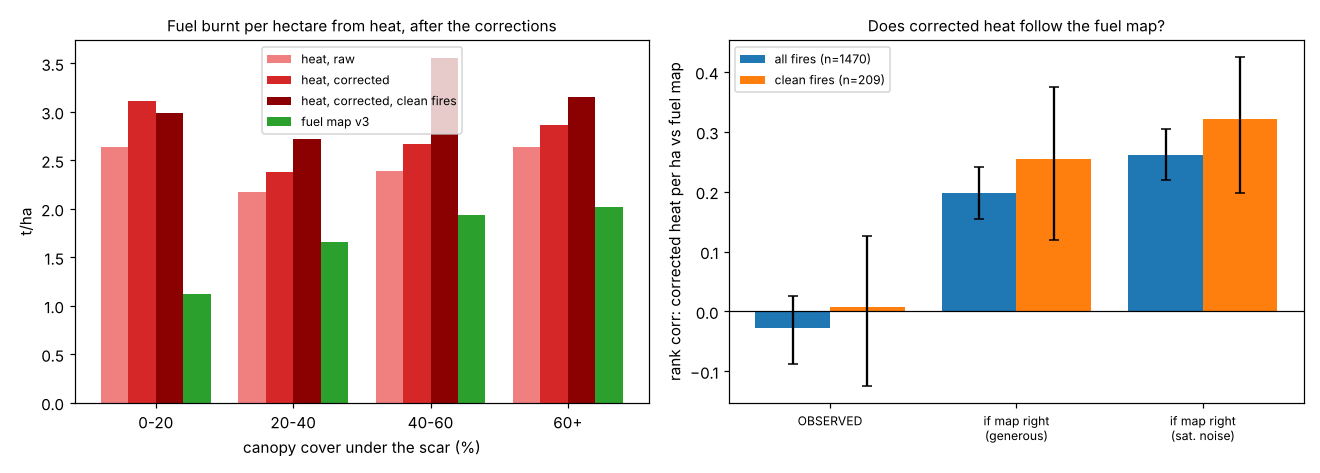 Fuel burnt per hectare from heat, after the corrections
heat, raw
heat, corrected
heat, corrected, clean fires
fuel map v3
t/ha
3.5
3.0
2.5
2.0
1.5
1.0
0.5
0.0
0-20
20-40
40-60
60+
canopy cover under the scar (%)
Does corrected heat follow the fuel map?
all fires (n=1470)
clean fires (n=209)
rank corr: corrected heat per ha vs fuel map
0.4
0.3
0.2
0.1
0.0
−0.1
OBSERVED
if map right
(generous)
if map right
(sat. noise)